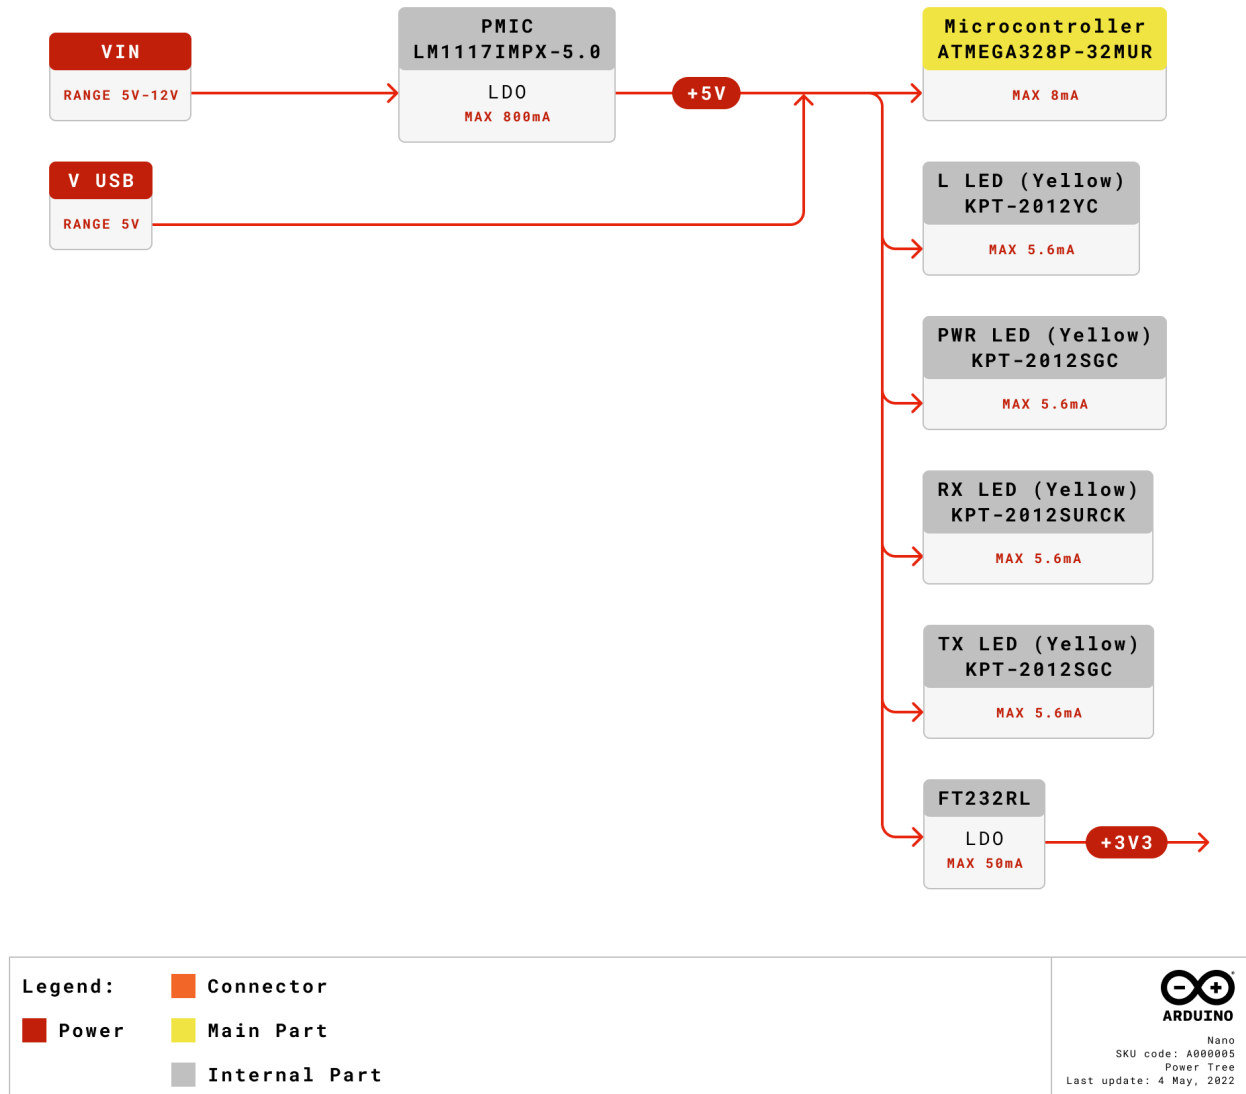 VIN
RANGE 5V-12V
PMIC
LM1117IMPX-5.0
LDO
MAX 800mA
+5V
Microcontroller
ATMEGA328P-32MUR
MAX 8mA
V USB
RANGE 5V
L LED (Yellow)
KPT-2012YC
MAX 5.6mA
PWR LED (Yellow)
KPT-2012SGC
MAX 5.6mA
RX LED (Yellow)
KPT-2012SURCK
MAX 5.6mA
TX LED (Yellow)
KPT-2012SGC
MAX 5.6mA
FT232RL
LDO
MAX 50mA
+3V3
Legend:
Connector
Power
Main Part
Internal Part
ARDUINO
Nano
SKU code: A000005
Power Tree
Last update: 4 May, 2022